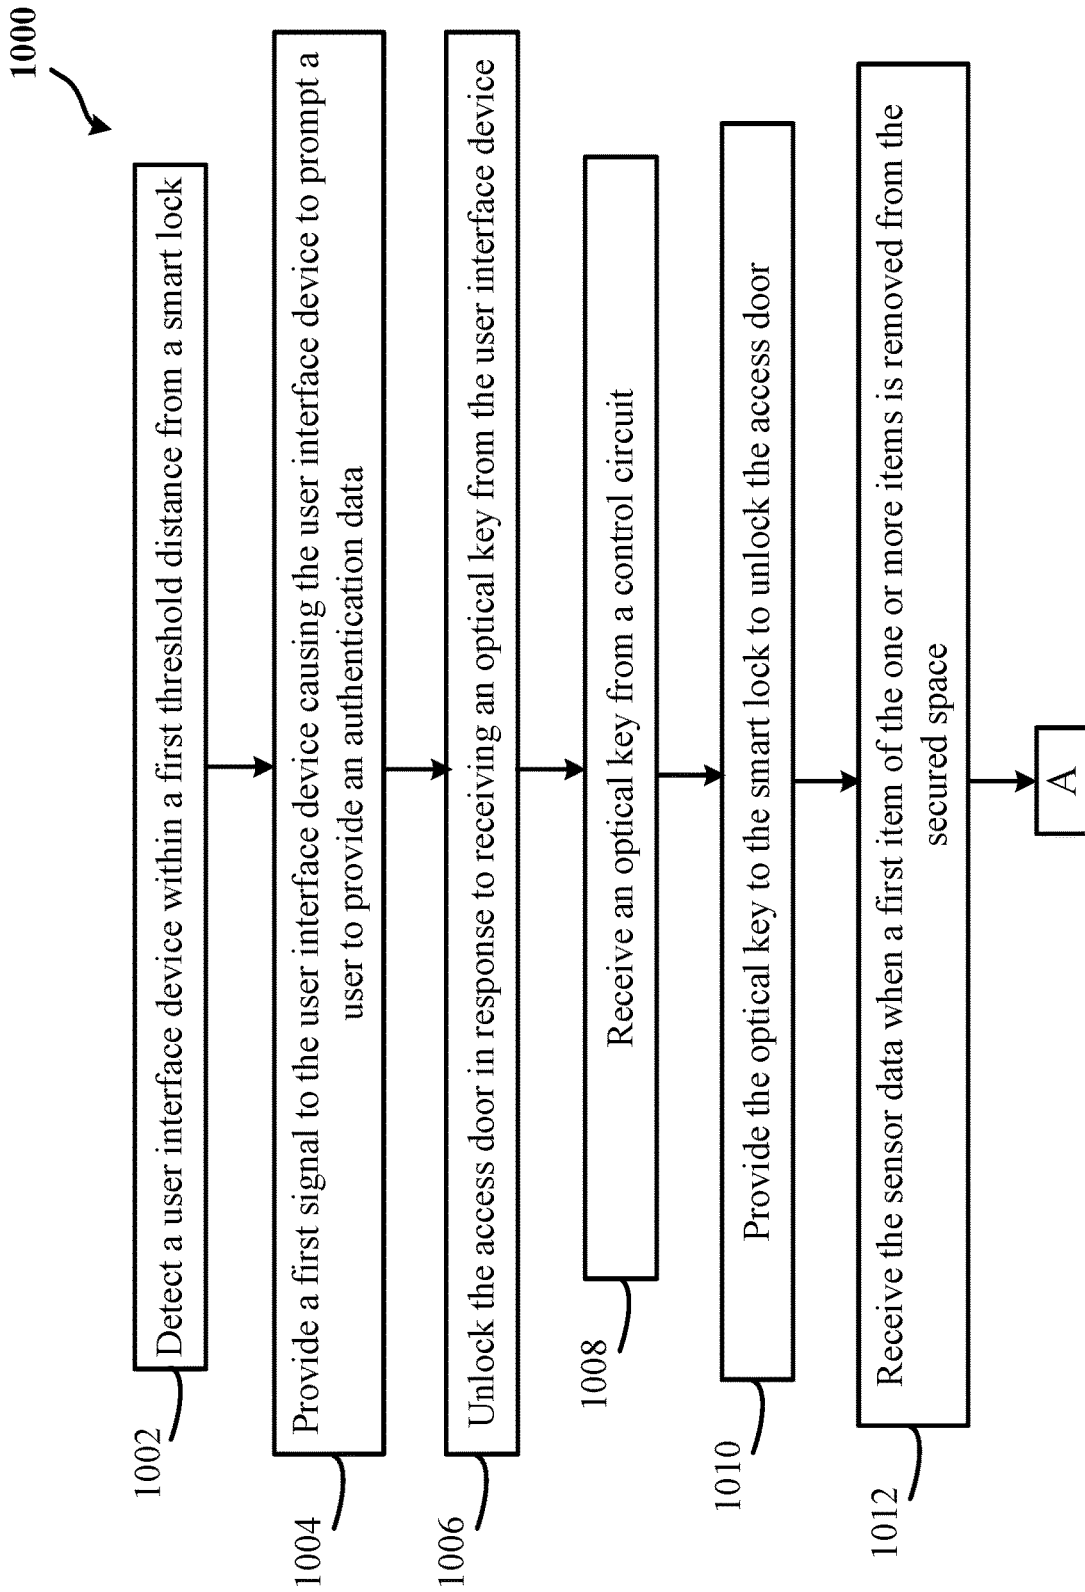 1000
1002
Detect a user interface device within a first threshold distance from a smart lock
1004
Provide a first signal to the user interface device causing the user interface device to prompt a
user to provide an authentication data
1006
Unlock the access door in response to receiving an optical key from the user interface device
1008
Receive an optical key from a control circuit
1010
Provide the optical key to the smart lock to unlock the access door
1012
Receive the sensor data when a first item of the one or more items is removed from the
secured space
A